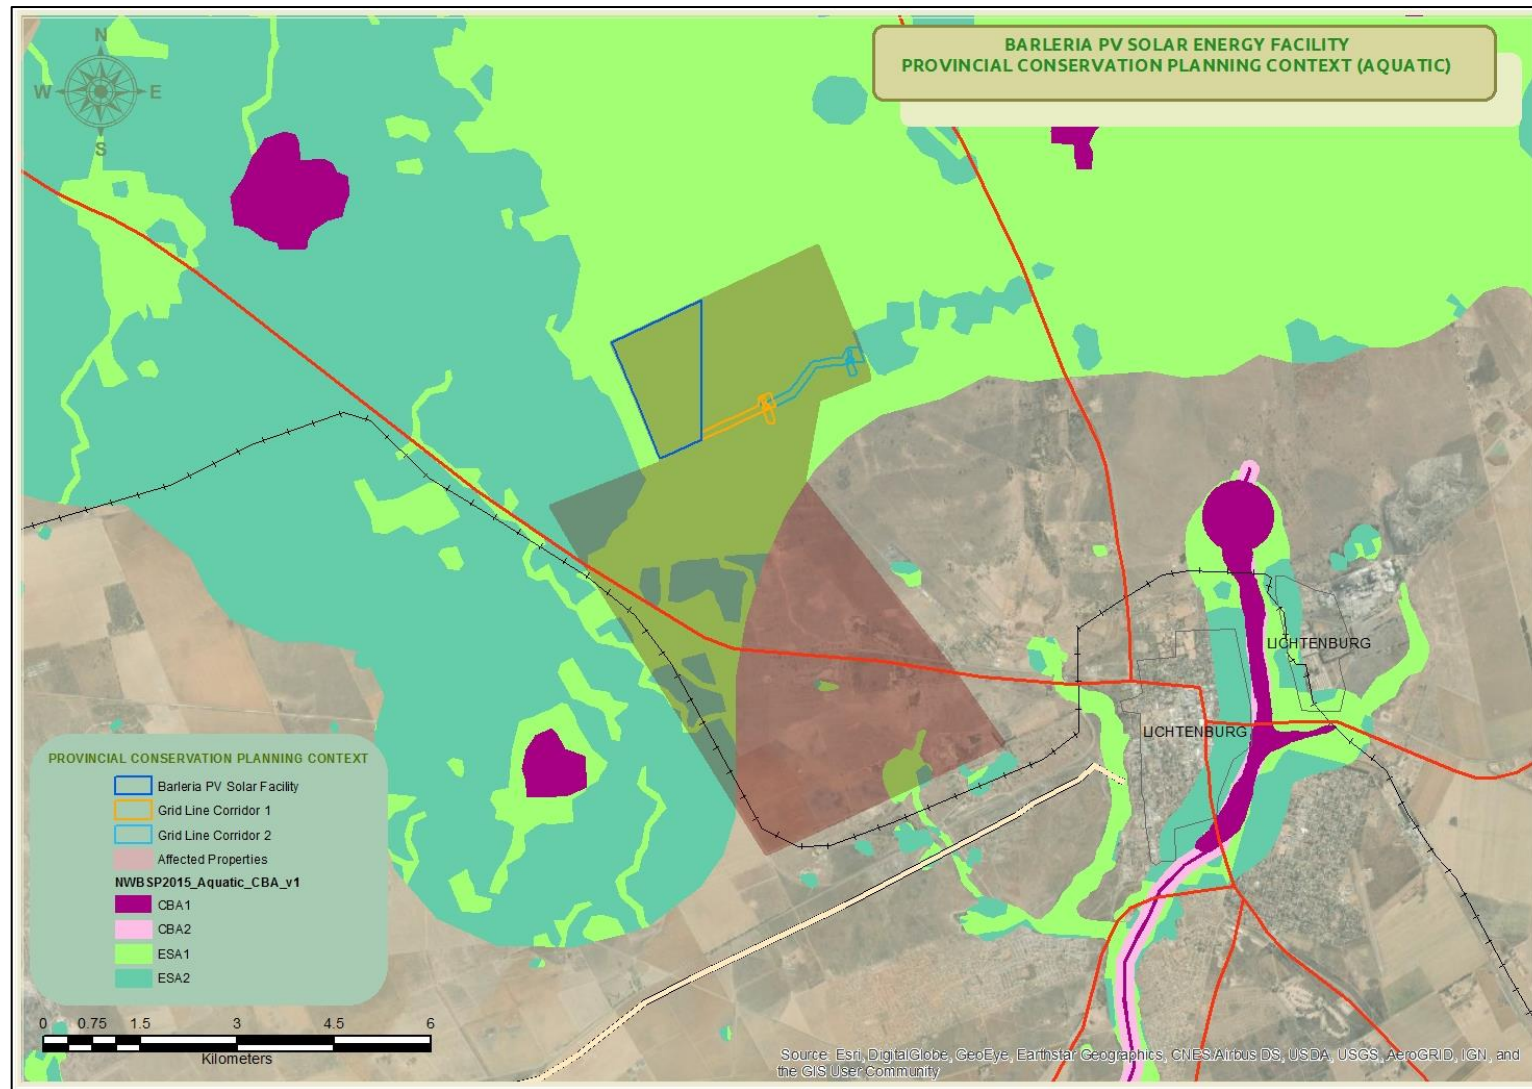 BARLERIA PV SOLAR ENERGY FACILITY
PROVINCIAL CONSERVATION PLANNING CONTEXT (AQUATIC)
N
W E
S
LICHTENBURG
LICHTENBURG
PROVINCIAL CONSERVATION PLANNING CONTEXT
Barleria PV Solar Facility
Grid Line Corridor 1
Grid Line Corridor 2
Affected Properties
NWBSP2015_Aquatic_CBA_v1
CBA1
CBA2
ESA1
ESA2
0 0.75 1.5 3 4.5 6
Kilometers
Source: Esri, DigitalGlobe, GeoEye, Earthstar Geographics, CNES/Airbus DS, USDA, USGS, AeroGRID, IGN, and
the GIS User Community